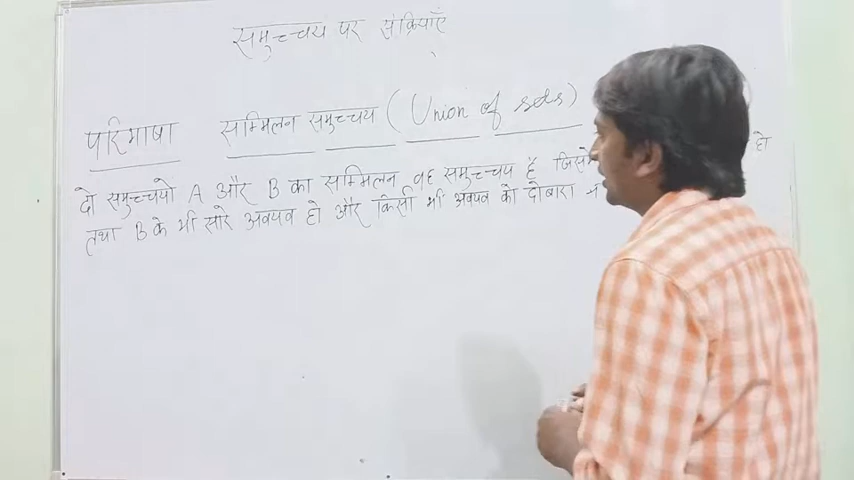 समुच्चय पर संक्रियाएँ
परिभाषा सम्मिलन समुच्चय (Union of sets)
दो समुच्चयो A और B का सम्मिलन वह समुच्चय है जिसमे हो
तथा B के भी सारे अवयव हो और किसी भी अवयव को दोबारा न